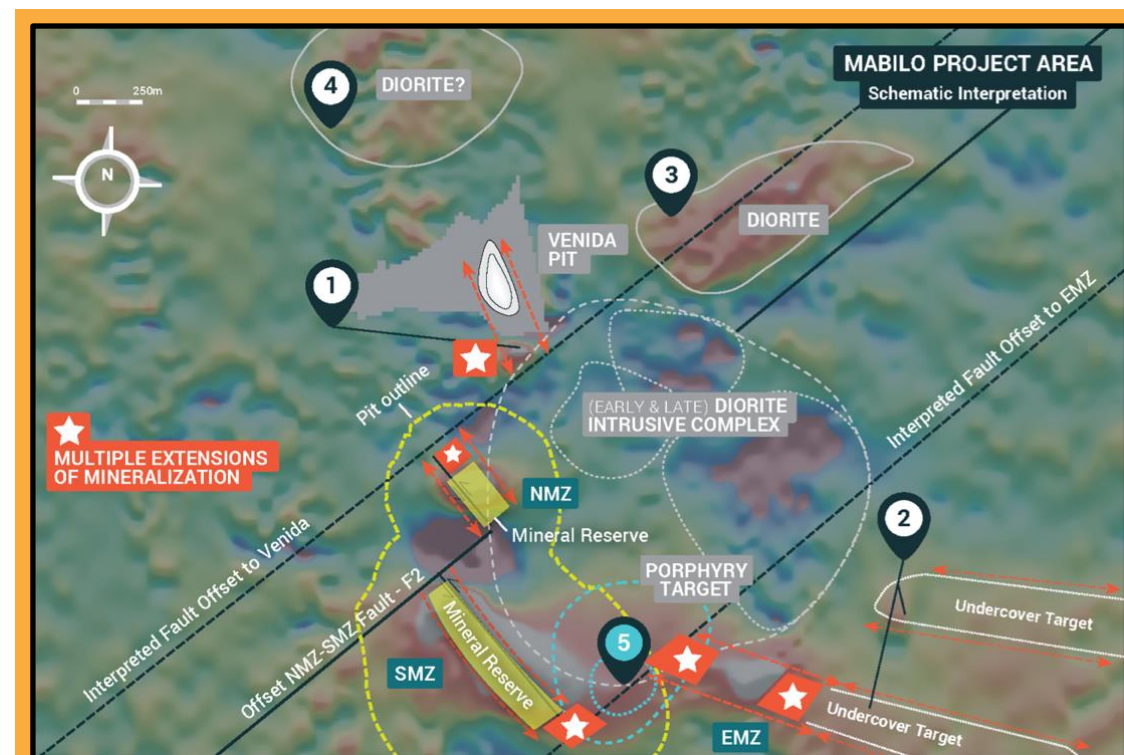 MABILO PROJECT AREA
Schematic Interpretation
0 250m
N
4
DIORITE?
3
DIORITE
VENIDA
PIT
1
Interpreted Fault Offset to EMZ
Pit outline
(EARLY & LATE) DIORITE
INTRUSIVE COMPLEX
MULTIPLE EXTENSIONS
OF MINERALIZATION
NMZ
Mineral Reserve
2
Interpreted Fault Offset to Venida
PORPHYRY
TARGET
Undercover Target
Offset NMZ-SMZ Fault - F2
Mineral Reserve
5
SMZ
Undercover Target
EMZ